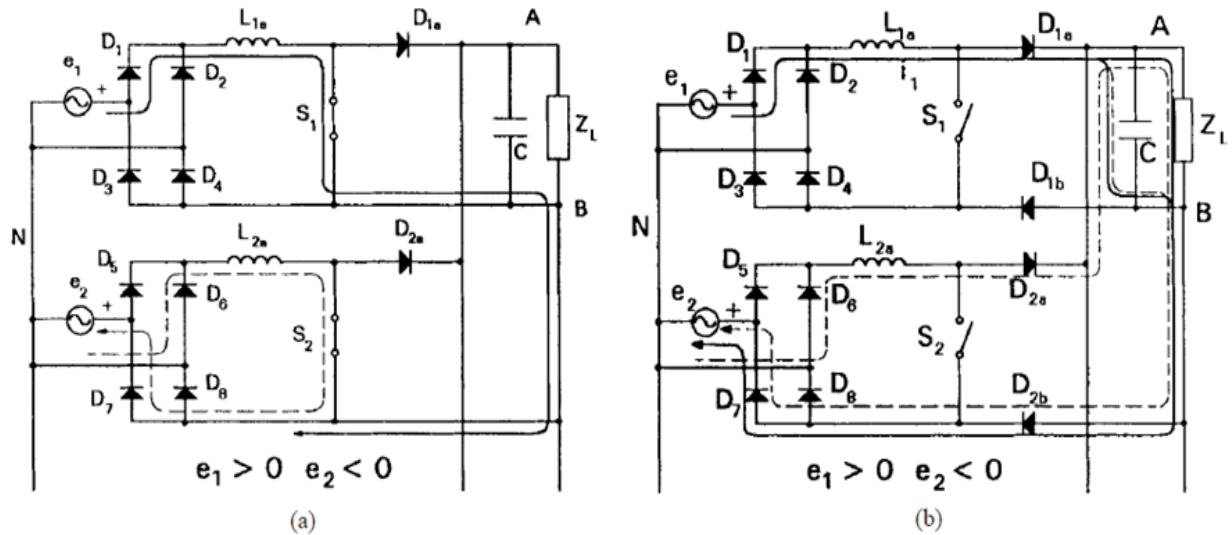 A
L1a
D1a
D1
D2
e1
+
S1
C
ZL
D3
D4
B
N
L2a
D2a
D5
D6
e2
+
S2
D7
D8
e1 > 0 e2 < 0
(a)
A
L1a
D1a
D1
D2
i1
e1
+
S1
C
ZL
D3
D4
D1b
B
N
L2a
D5
D6
D2a
e2
+
S2
D7
D8
D2b
e1 > 0 e2 < 0
(b)